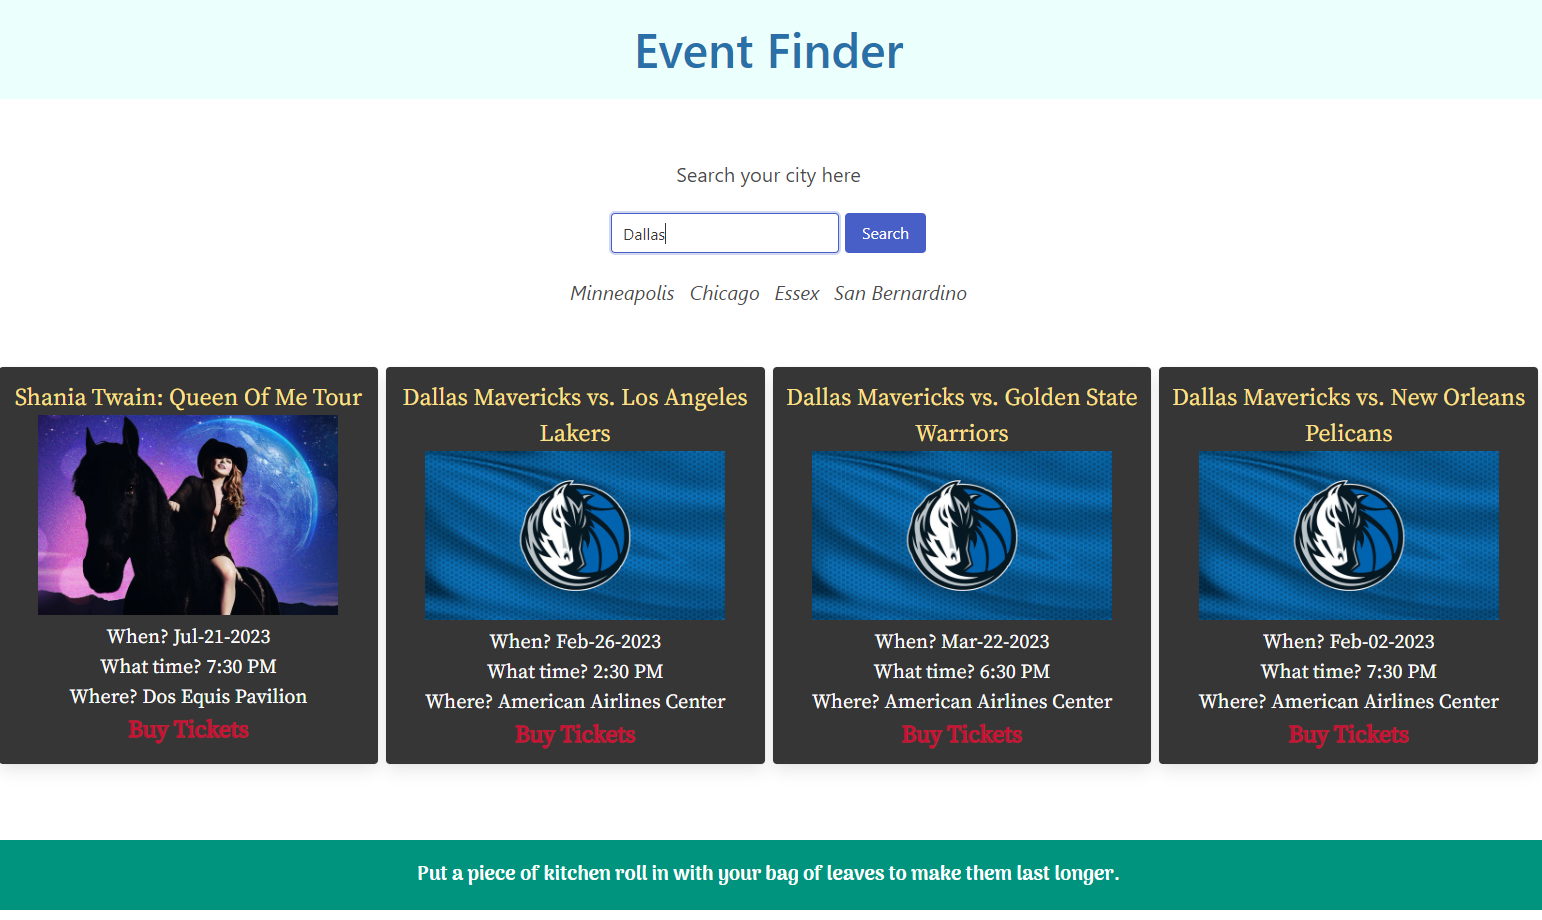 Event Finder
Search your city here
Dallas
Search
Minneapolis Chicago Essex San Bernardino
Shania Twain: Queen Of Me Tour
When? Jul-21-2023
What time? 7:30 PM
Where? Dos Equis Pavilion
Buy Tickets
Dallas Mavericks vs. Los Angeles
Lakers
When? Feb-26-2023
What time? 2:30 PM
Where? American Airlines Center
Buy Tickets
Dallas Mavericks vs. Golden State
Warriors
When? Mar-22-2023
What time? 6:30 PM
Where? American Airlines Center
Buy Tickets
Dallas Mavericks vs. New Orleans
Pelicans
When? Feb-02-2023
What time? 7:30 PM
Where? American Airlines Center
Buy Tickets
Put a piece of kitchen roll in with your bag of leaves to make them last longer.